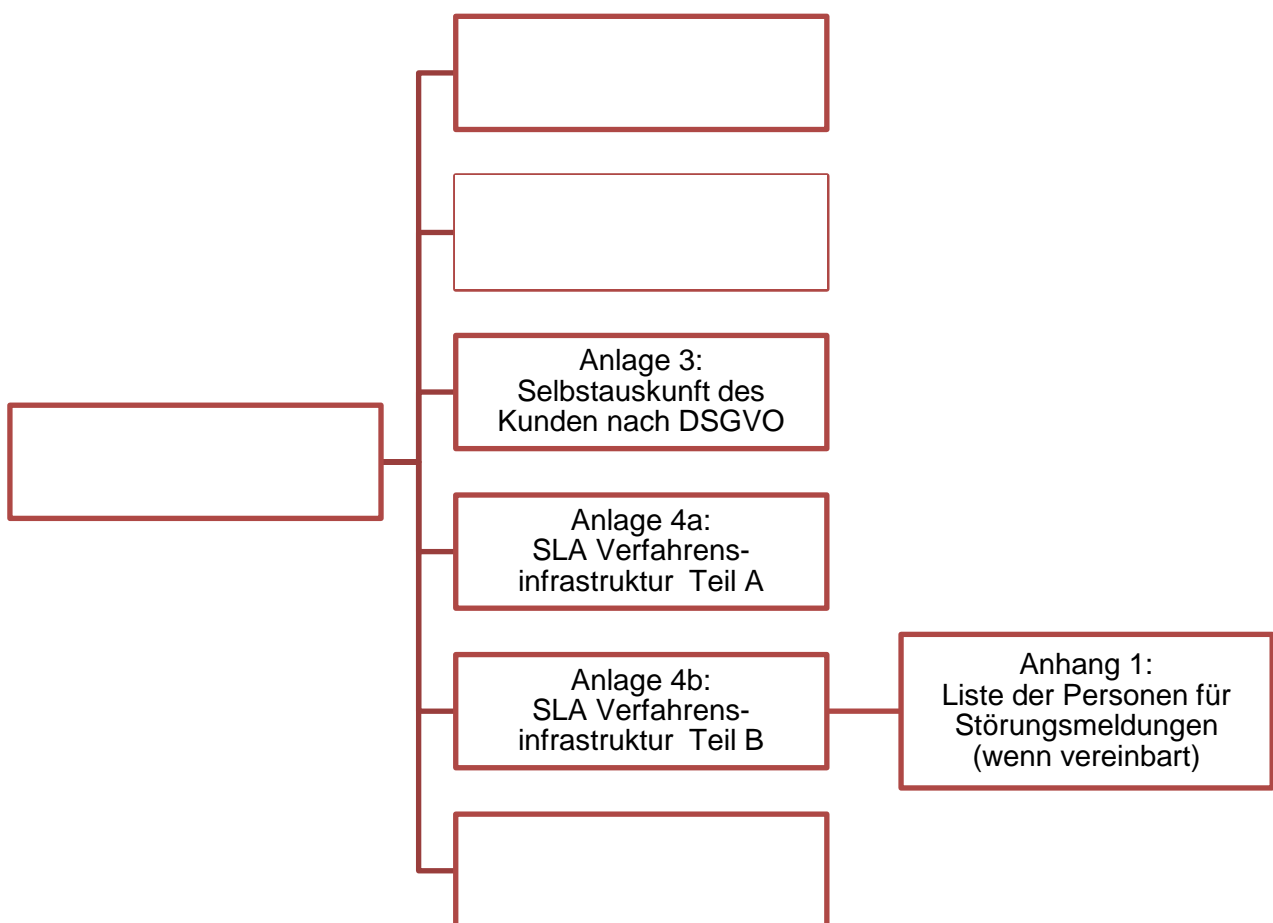 Anlage 3:
Selbstauskunft des
Kunden nach DSGVO
Anlage 4a:
SLA Verfahrens-
infrastruktur  Teil A
Anlage 4b:
SLA Verfahrens-
infrastruktur  Teil B
Anhang 1:
Liste der Personen für
Störungsmeldungen
(wenn vereinbart)